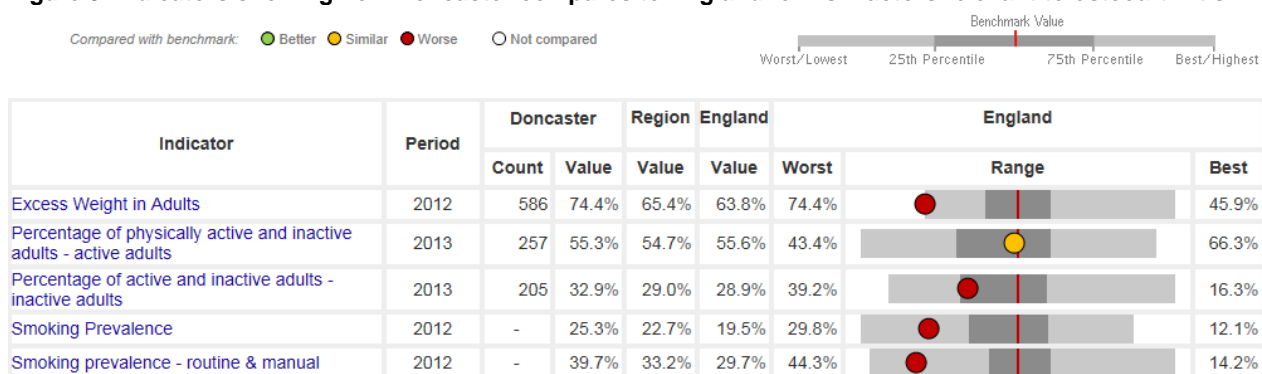 Compared with benchmark: Better Similar Worse Not compared
Benchmark Value
Worst/Lowest 25th Percentile 75th Percentile Best/Highest
Indicator Period Doncaster Region England England
Count Value Value Value Worst Range Best
Excess Weight in Adults 2012 586 74.4% 65.4% 63.8% 74.4% 45.9%
Percentage of physically active and inactive
adults - active adults 2013 257 55.3% 54.7% 55.6% 43.4% 66.3%
Percentage of active and inactive adults -
inactive adults 2013 205 32.9% 29.0% 28.9% 39.2% 16.3%
Smoking Prevalence 2012 - 25.3% 22.7% 19.5% 29.8% 12.1%
Smoking prevalence - routine & manual 2012 - 39.7% 33.2% 29.7% 44.3% 14.2%